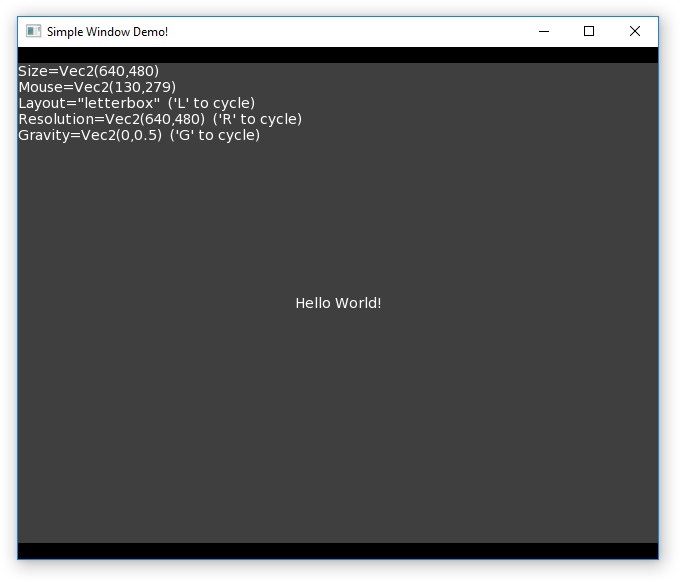 Simple Window Demo!
Size=Vec2(640,480)
Mouse=Vec2(130,279)
Layout="letterbox"  ('L' to cycle)
Resolution=Vec2(640,480)  ('R' to cycle)
Gravity=Vec2(0,0.5)  ('G' to cycle)
Hello World!